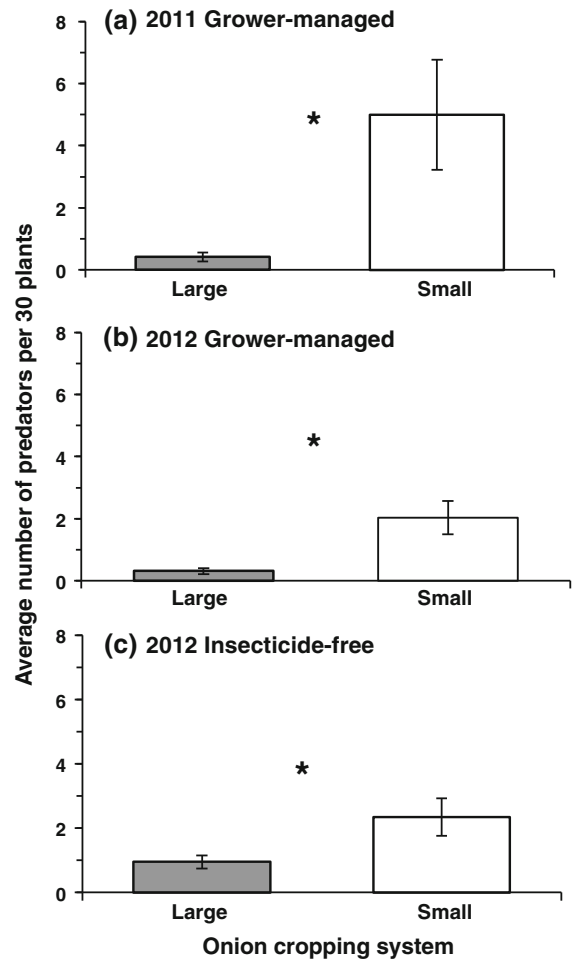 Average number of predators per 30 plants
(a) 2011 Grower-managed
8
6
4
2
0
*
Large Small
(b) 2012 Grower-managed
8
6
4
2
0
*
Large Small
(c) 2012 Insecticide-free
8
6
4
2
0
*
Large Small
Onion cropping system